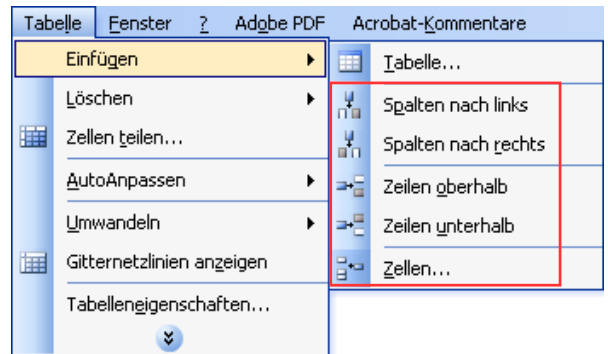 Tabelle Fenster ? Adobe PDF Acrobat-Kommentare
Einfügen
Löschen
Zellen teilen...
AutoAnpassen
Umwandeln
Gitternetzlinien anzeigen
Tabelleneigenschaften...
Tabelle...
Spalten nach links
Spalten nach rechts
Zeilen oberhalb
Zeilen unterhalb
Zellen...